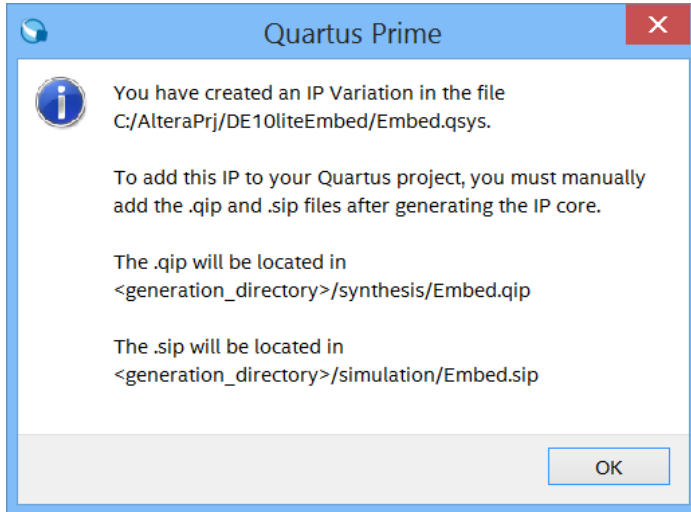 Quartus Prime
You have created an IP Variation in the file
C:/AlteraPrj/DE10liteEmbed/Embed.qsys.
To add this IP to your Quartus project, you must manually
add the .qip and .sip files after generating the IP core.
The .qip will be located in
<generation_directory>/synthesis/Embed.qip
The .sip will be located in
<generation_directory>/simulation/Embed.sip
OK